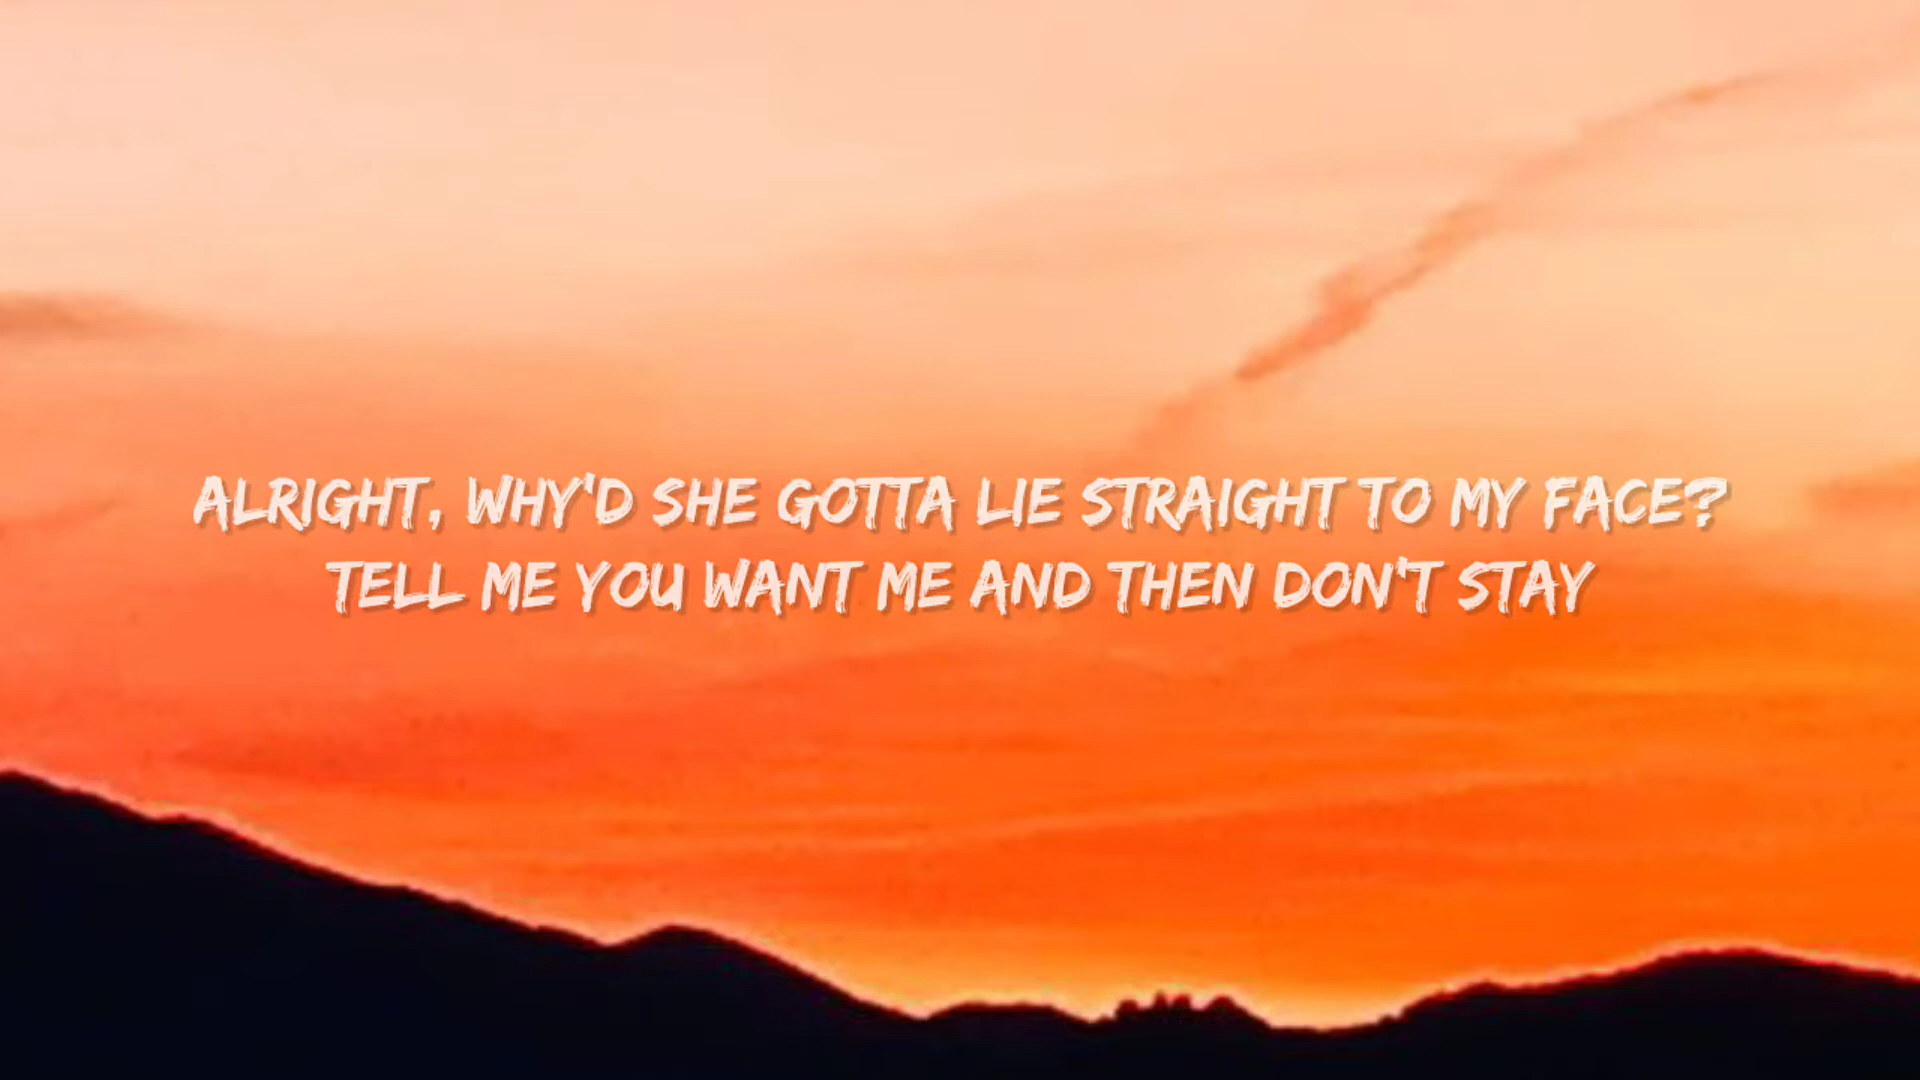 ALRIGHT, WHY'D SHE GOTTA LIE STRAIGHT TO MY FACE?
TELL ME YOU WANT ME AND THEN DON'T STAY